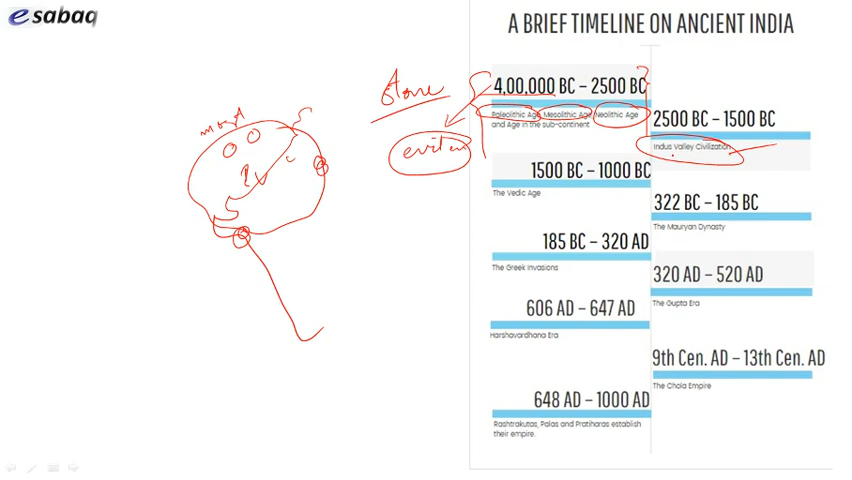 esabaq
A BRIEF TIMELINE ON ANCIENT INDIA
Stone
4,00,000 BC – 2500 BC
Paleolithic Age, Mesolithic Age, Neolithic Age
and Age in the sub-continent
2500 BC – 1500 BC
Indus Valley Civilization
1500 BC – 1000 BC
The Vedic Age
322 BC – 185 BC
The Mauryan Dynasty
185 BC – 320 AD
The Greek Invasions
320 AD – 520 AD
The Gupta Era
606 AD – 647 AD
Harshavardhana Era
9th Cen. AD – 13th Cen. AD
The Chola Empire
648 AD – 1000 AD
Rashtrakutas, Palas and Pratiharas establish
their empire.